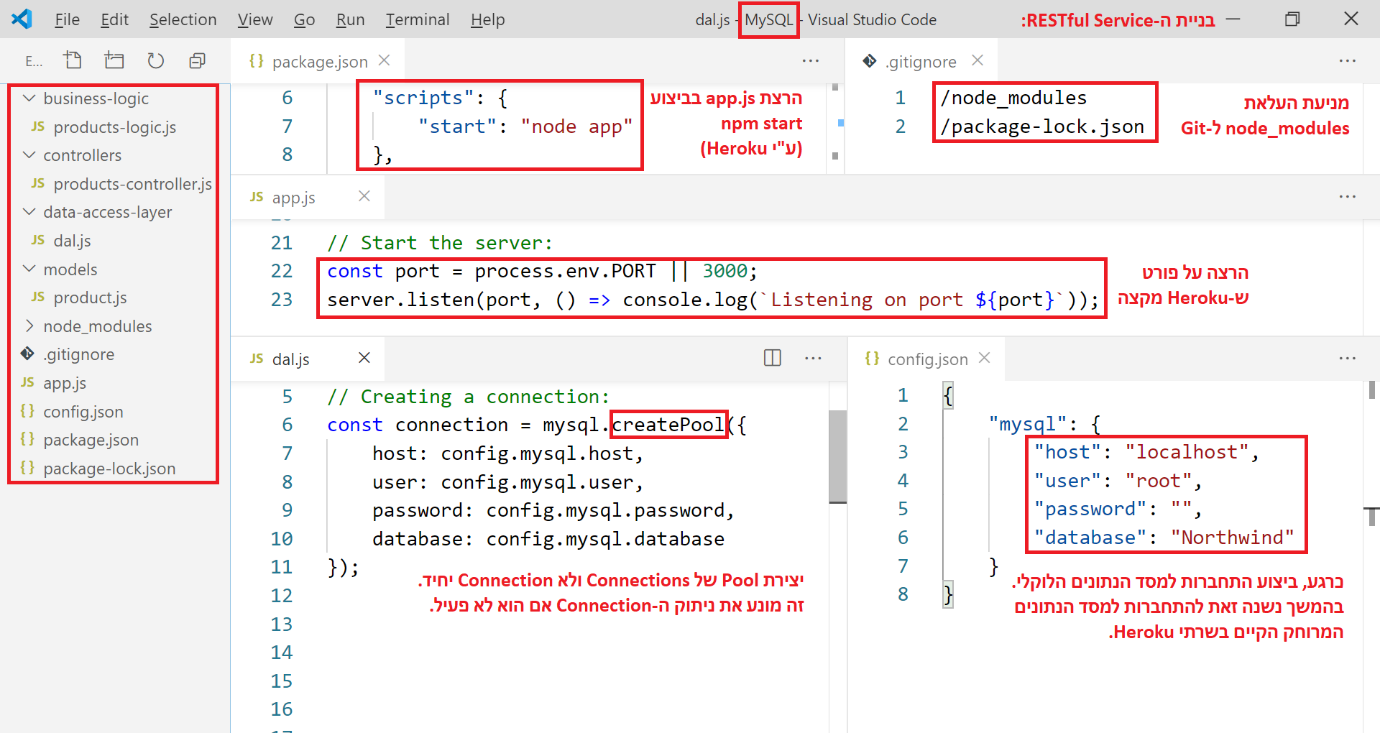 File Edit Selection View Go Run Terminal Help
dal.js - MySQL - Visual Studio Code
בניית ה-RESTful Service:
E...
business-logic
JS products-logic.js
controllers
JS products-controller.js
data-access-layer
JS dal.js
models
JS product.js
node_modules
.gitignore
JS app.js
{} config.json
{} package.json
{} package-lock.json
{} package.json
6 "scripts": {
7 "start": "node app"
8 },
הרצת app.js בביצוע
npm start
(ע"י Heroku)
.gitignore
1 /node_modules
2 /package-lock.json
מניעת העלאת
node_modules ל-Git
JS app.js
21 // Start the server:
22 const port = process.env.PORT || 3000;
23 server.listen(port, () => console.log(`Listening on port ${port}`));
הרצה על פורט
ש-Heroku מקצה
JS dal.js
5 // Creating a connection:
6 const connection = mysql.createPool({
7 host: config.mysql.host,
8 user: config.mysql.user,
9 password: config.mysql.password,
10 database: config.mysql.database
11 });
12
13
14
15
16
יצירת Pool של Connections ולא Connection יחיד.
זה מונע את ניתוק ה-Connection אם הוא לא פעיל.
{} config.json
1 {
2 "mysql": {
3 "host": "localhost",
4 "user": "root",
5 "password": "",
6 "database": "Northwind"
7 }
8 }
כרגע, ביצוע התחברות למסד הנתונים הלוקלי.
בהמשך נשנה זאת להתחברות למסד הנתונים
המרוחק הקיים בשרתי Heroku.